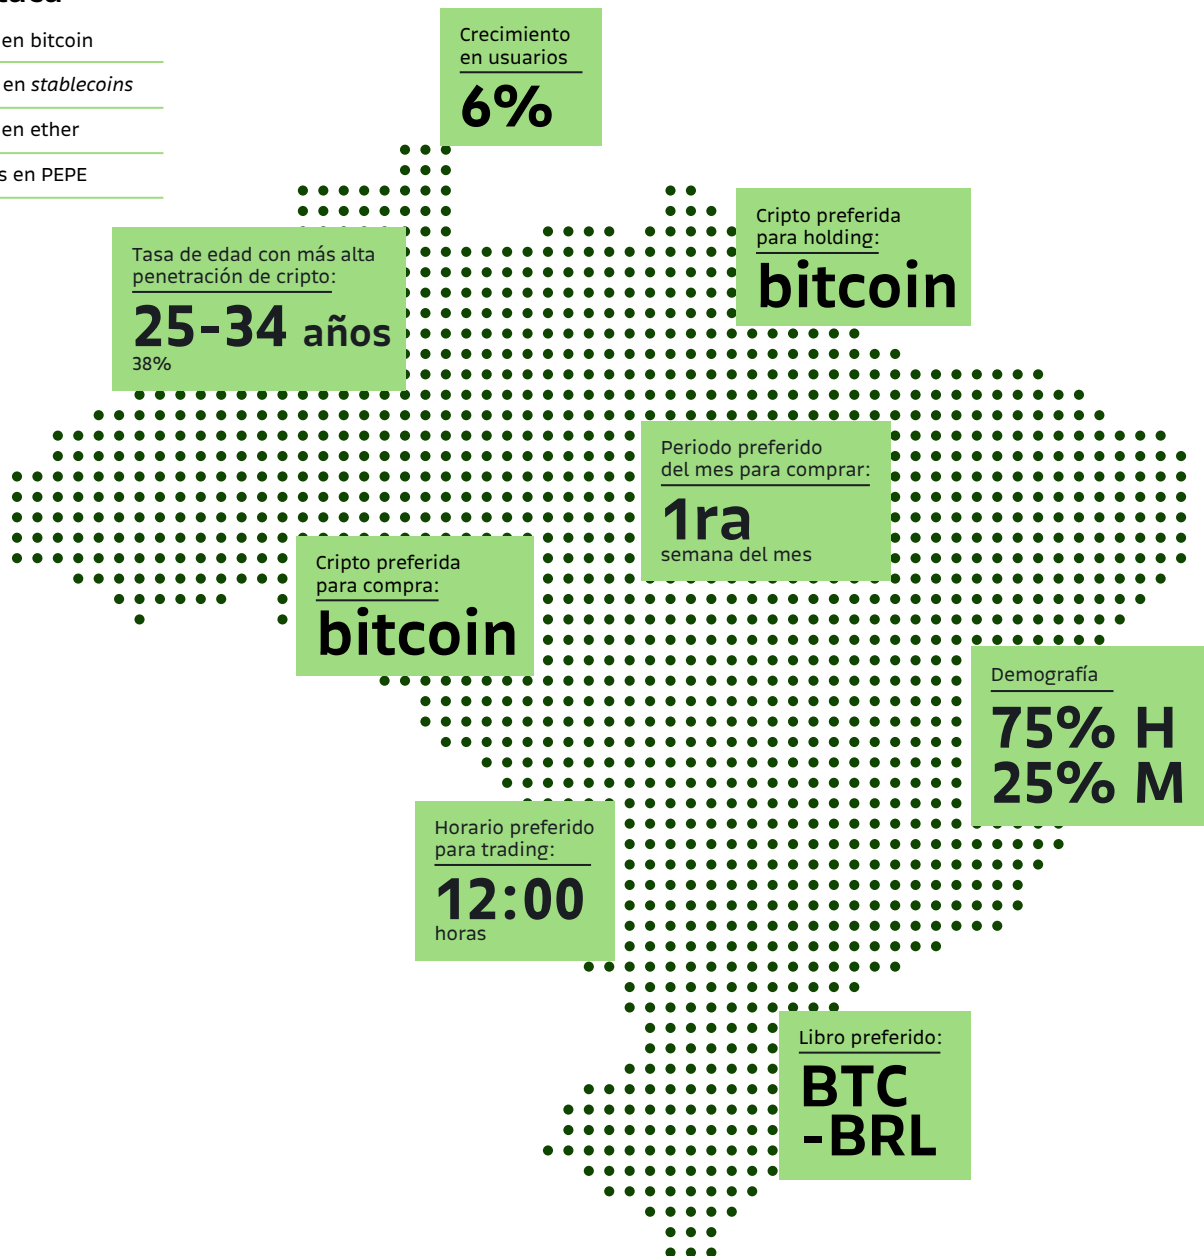 en bitcoin
en stablecoins
en ether
en PEPE
Crecimiento
en usuarios
6%
Cripto preferida
para holding:
bitcoin
Tasa de edad con más alta
penetración de cripto:
25-34 años
38%
Periodo preferido
del mes para comprar:
1ra
semana del mes
Cripto preferida
para compra:
bitcoin
Demografía
75% H
25% M
Horario preferido
para trading:
12:00
horas
Libro preferido:
BTC
-BRL